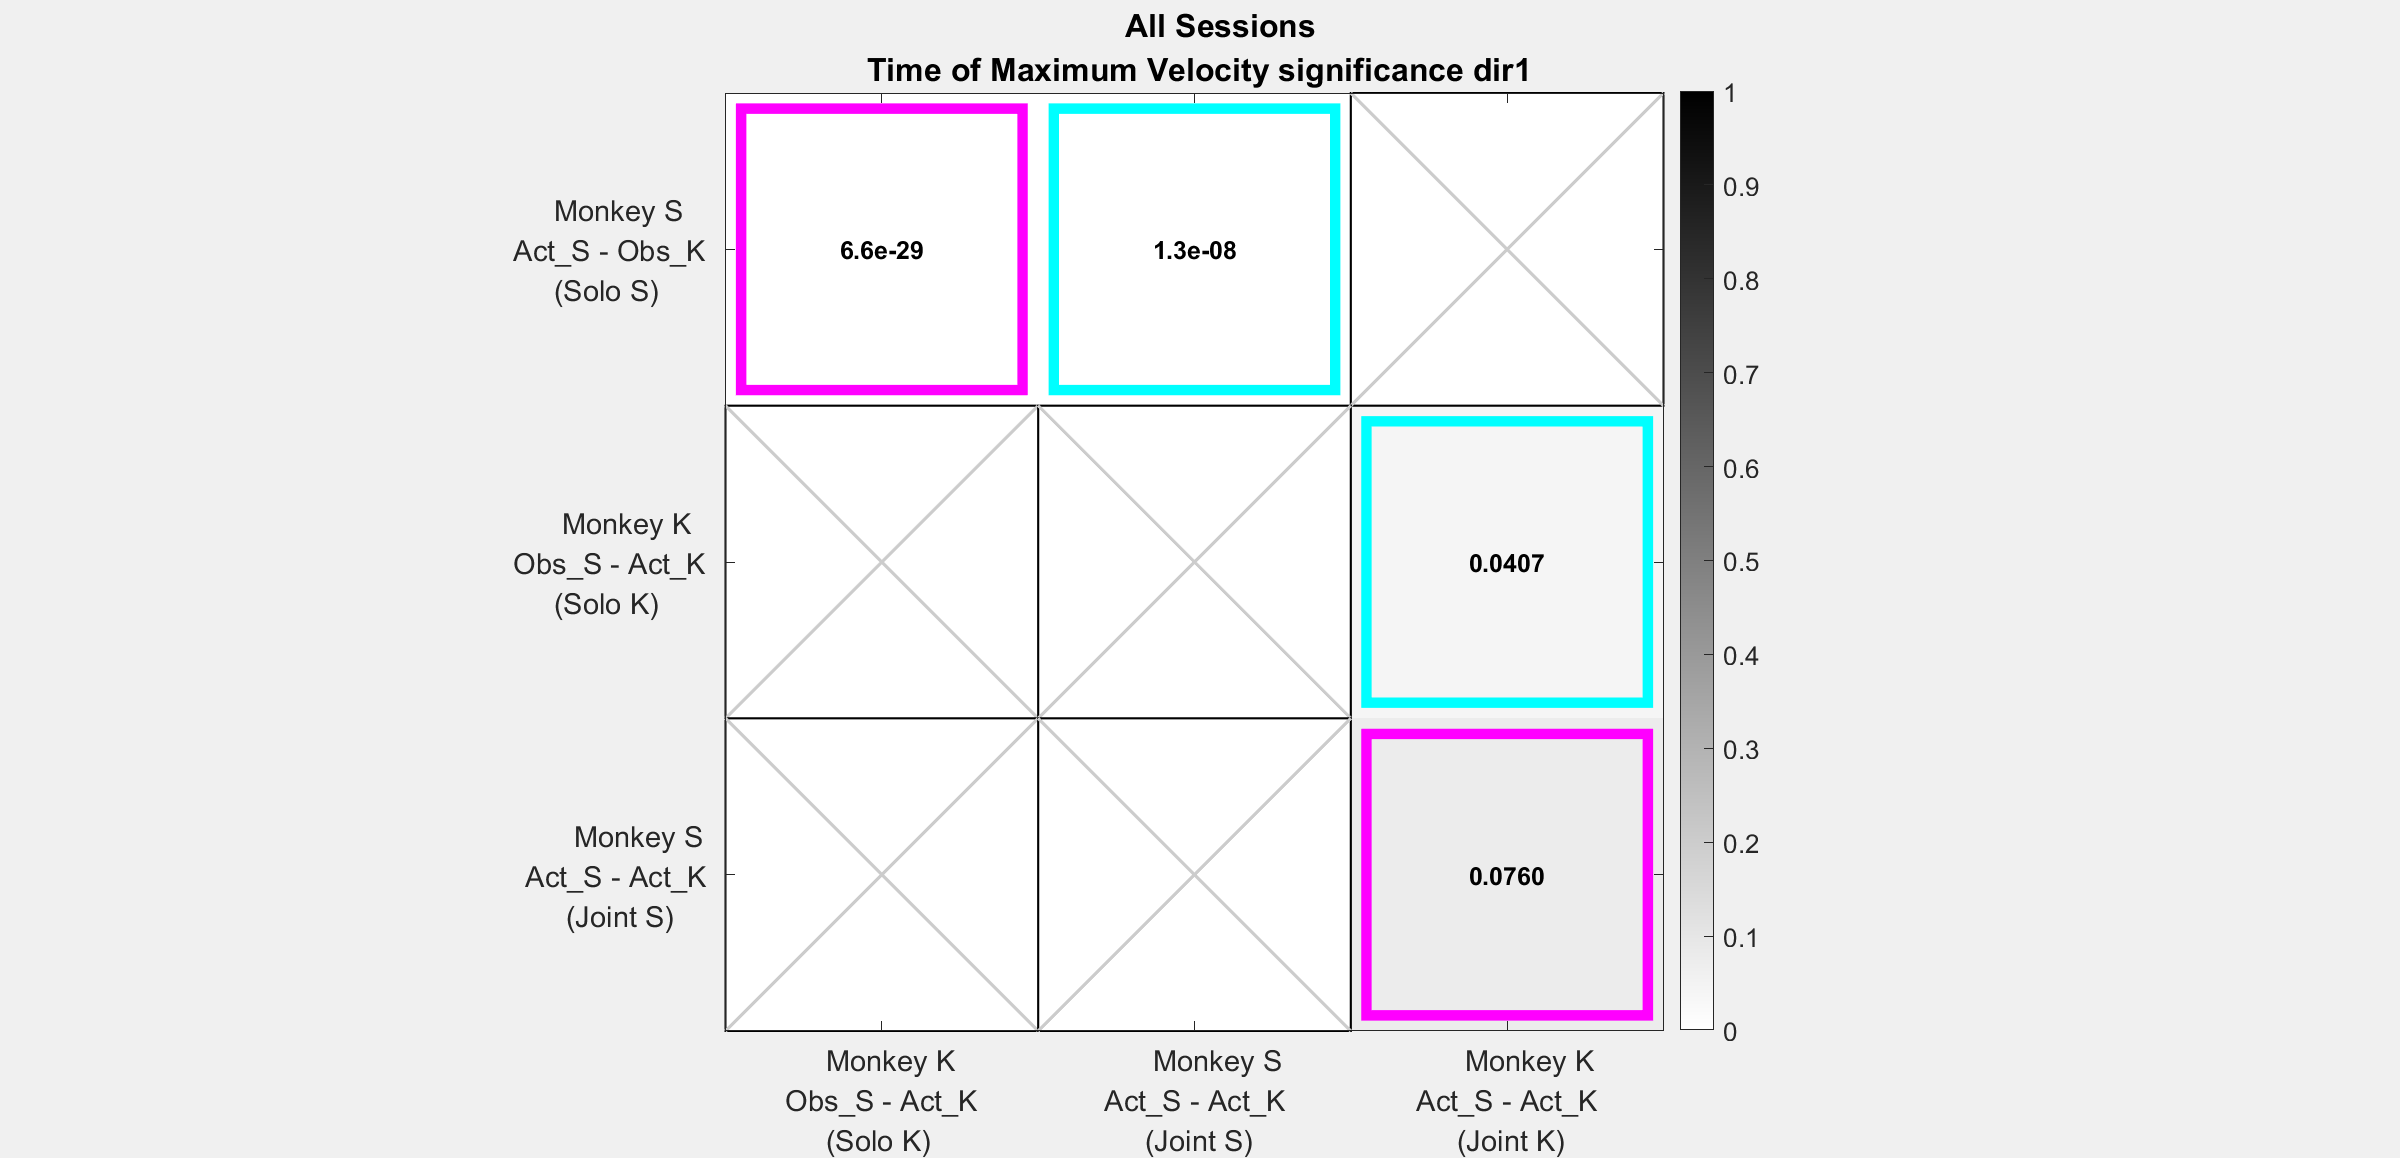 All Sessions
Time of Maximum Velocity significance dir1
Monkey S
Act_S - Obs_K
(Solo S)
6.6e-29
1.3e-08
Monkey K
Obs_S - Act_K
(Solo K)
0.0407
Monkey S
Act_S - Act_K
(Joint S)
0.0760
Monkey K
Obs_S - Act_K
(Solo K)
Monkey S
Act_S - Act_K
(Joint S)
Monkey K
Act_S - Act_K
(Joint K)
1
0.9
0.8
0.7
0.6
0.5
0.4
0.3
0.2
0.1
0